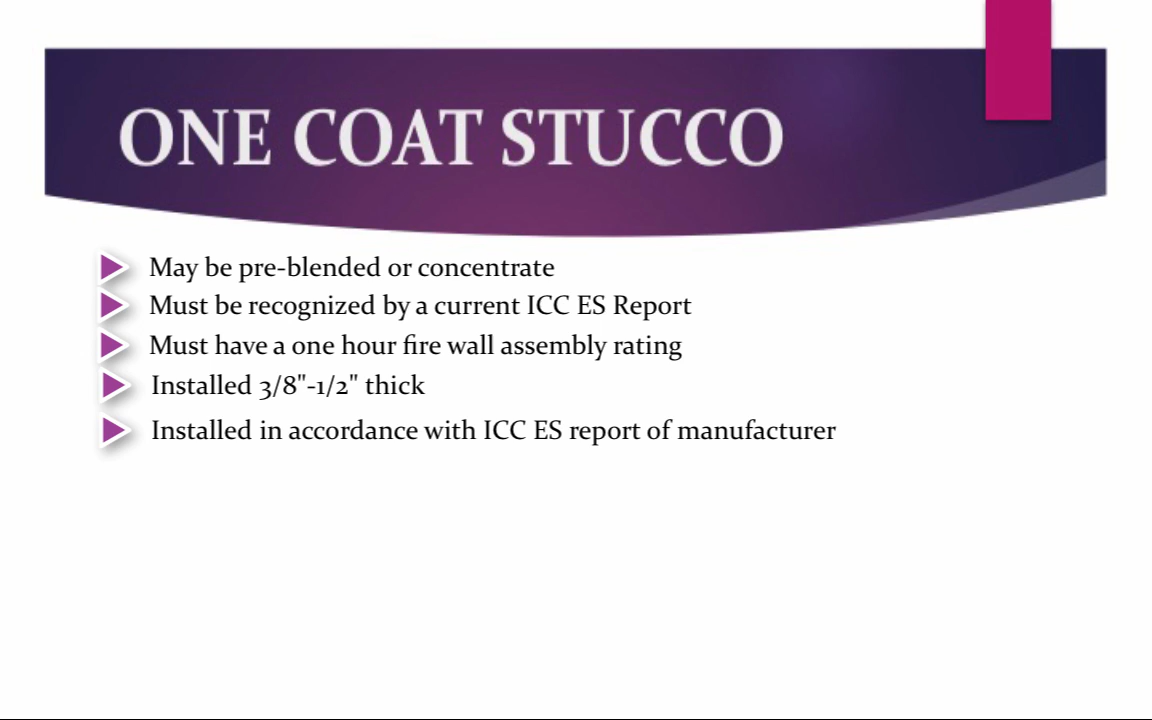 ONE COAT STUCCO
May be pre-blended or concentrate
Must be recognized by a current ICC ES Report
Must have a one hour fire wall assembly rating
Installed 3/8"-1/2" thick
Installed in accordance with ICC ES report of manufacturer